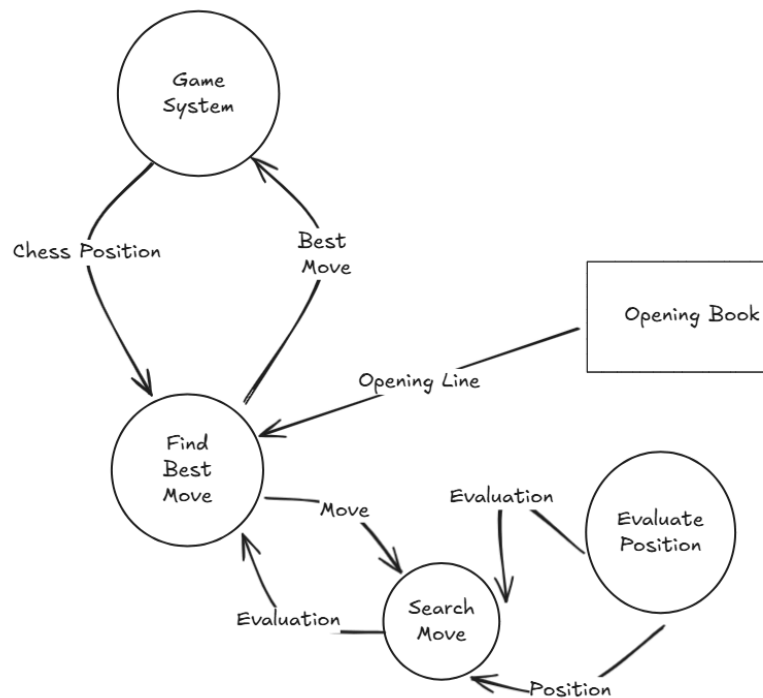 Game
System
Chess Position
Best
Move
Opening Book
Opening Line
Find
Best
Move
Move
Evaluation
Evaluate
Position
Evaluation
Search
Move
Position